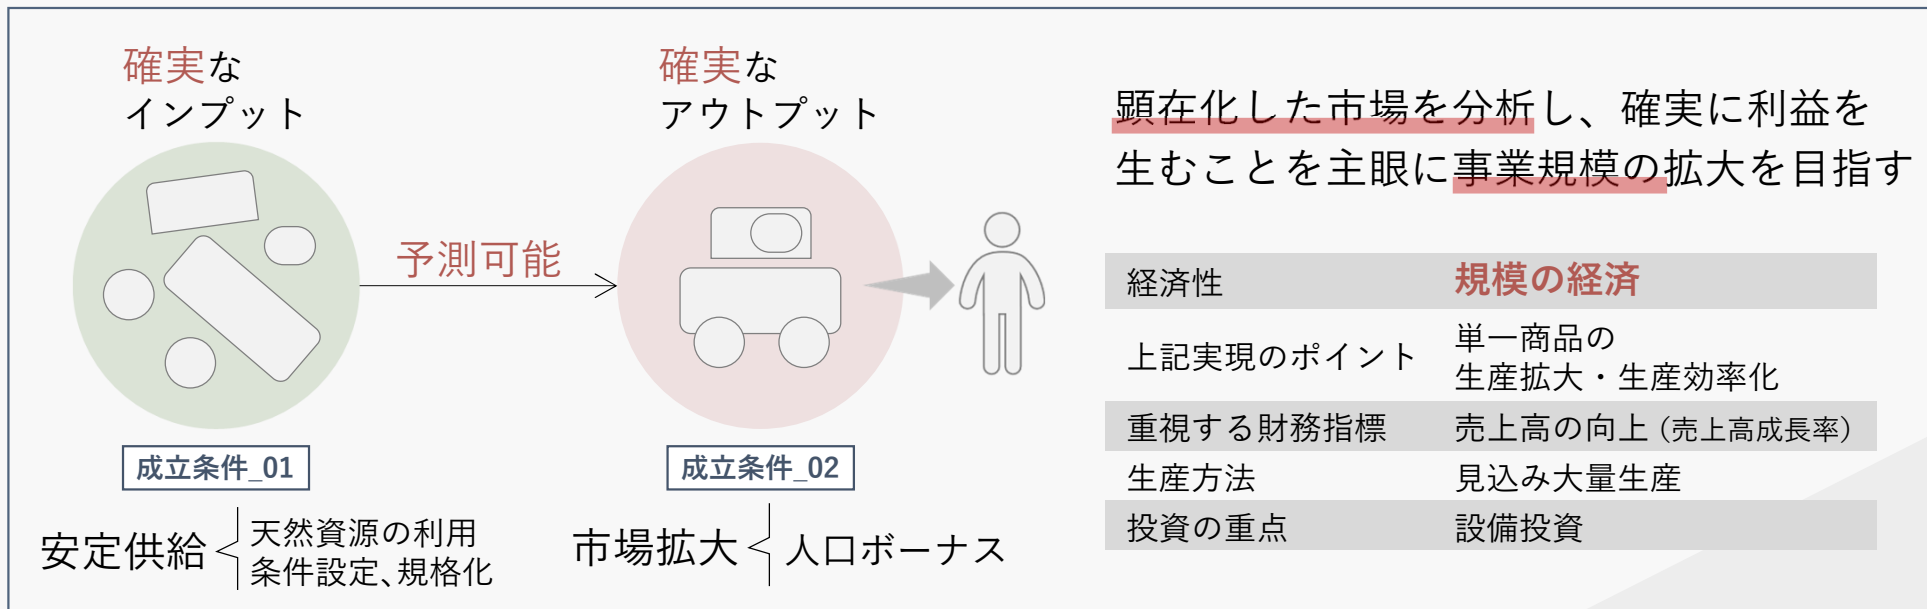 確実な
インプット
確実な
アウトプット
予測可能
成立条件_01
成立条件_02
安定供給
天然資源の利用
条件設定、規格化
市場拡大
人口ボーナス
顕在化した市場を分析し、確実に利益を
生むことを主眼に事業規模の拡大を目指す
経済性 規模の経済
上記実現のポイント 単一商品の
生産拡大・生産効率化
重視する財務指標 売上高の向上（売上高成長率）
生産方法 見込み大量生産
投資の重点 設備投資